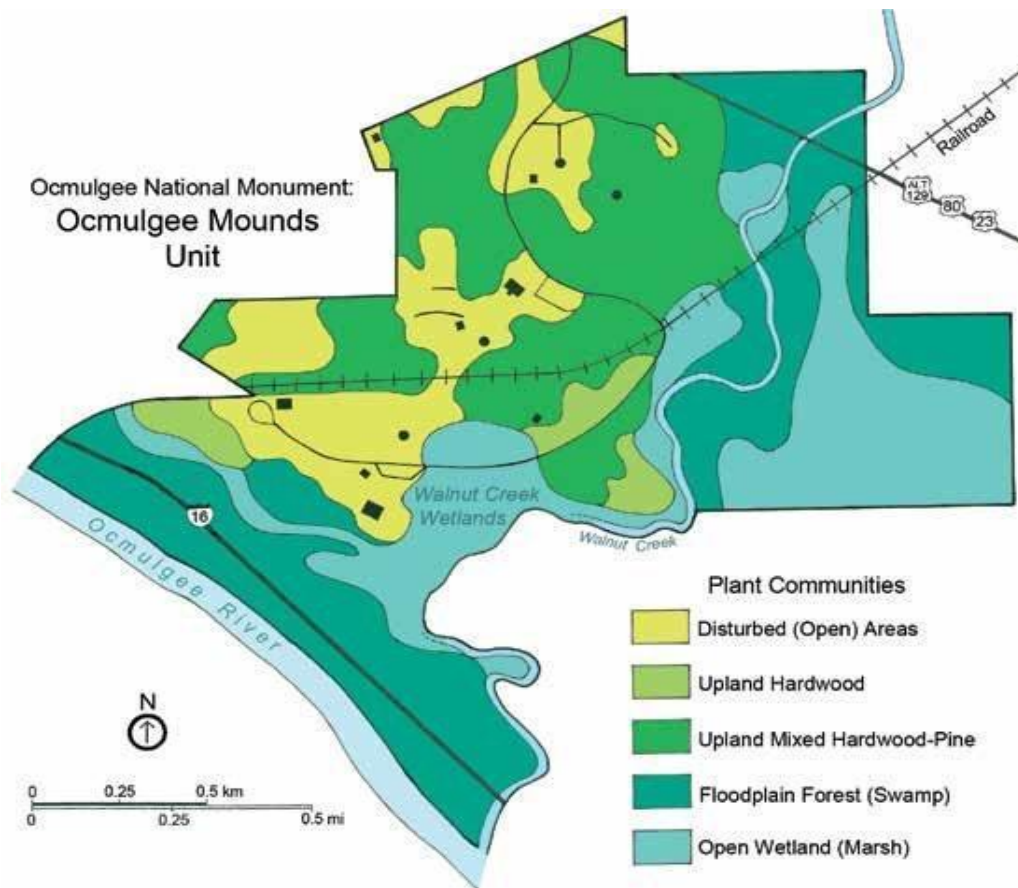 Ocmulgee National Monument:
Ocmulgee Mounds
Unit
Railroad
ALT
129
80
23
16
Walnut Creek
Wetlands
Walnut Creek
Ocmulgee River
N
0 0.25 0.5 km
0 0.25 0.5 mi
Plant Communities
Disturbed (Open) Areas
Upland Hardwood
Upland Mixed Hardwood-Pine
Floodplain Forest (Swamp)
Open Wetland (Marsh)